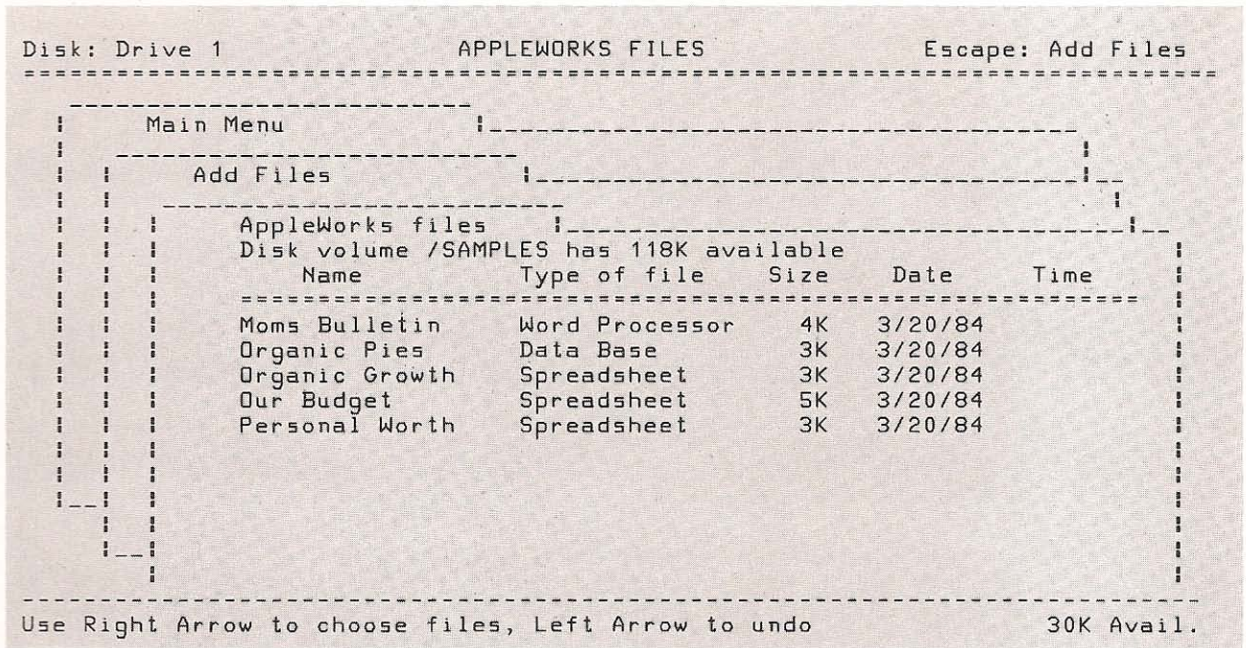 Disk: Drive 1 APPLEWORKS FILES Escape: Add Files
Main Menu
Add Files
AppleWorks files
Disk volume /SAMPLES has 118K available
Name Type of file Size Date Time
Moms Bulletin Word Processor 4K 3/20/84
Organic Pies Data Base 3K 3/20/84
Organic Growth Spreadsheet 3K 3/20/84
Our Budget Spreadsheet 5K 3/20/84
Personal Worth Spreadsheet 3K 3/20/84
Use Right Arrow to choose files, Left Arrow to undo 30K Avail.